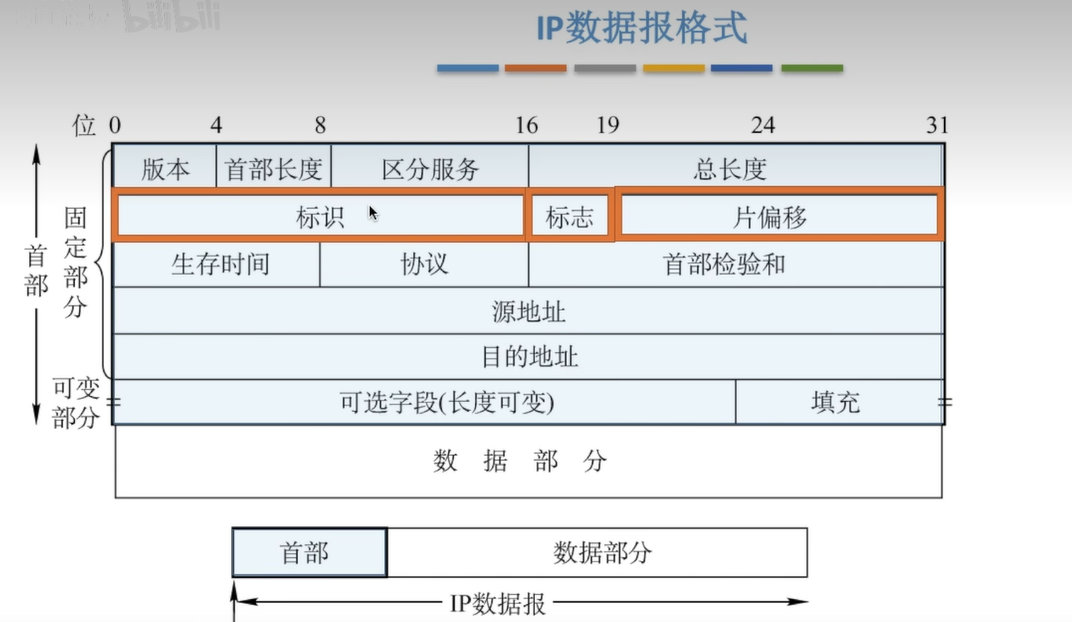 bilibili
IP数据报格式
位 0 4 8 16 19 24 31
版本 首部长度 区分服务 总长度
标识 标志 片偏移
生存时间 协议 首部检验和
源地址
目的地址
可选字段(长度可变) 填充
数据部分
首部
固定部分
可变
部分
首部 数据部分
IP数据报